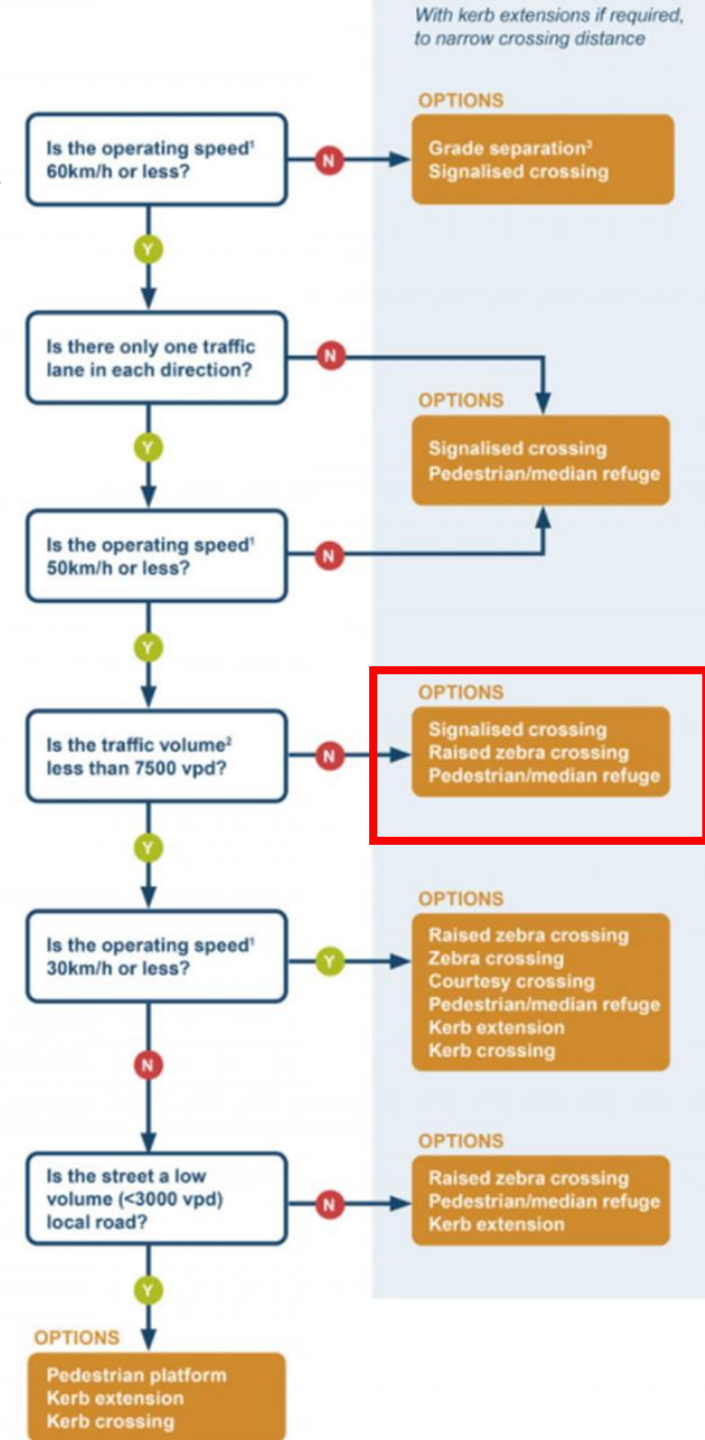 With kerb extensions if required,
to narrow crossing distance
OPTIONS
Is the operating speed¹
60km/h or less?
N
Grade separation³
Signalised crossing
Y
Is there only one traffic
lane in each direction?
N
OPTIONS
Signalised crossing
Pedestrian/median refuge
Y
Is the operating speed¹
50km/h or less?
N
Y
OPTIONS
Is the traffic volume²
less than 7500 vpd?
N
Signalised crossing
Raised zebra crossing
Pedestrian/median refuge
Y
OPTIONS
Is the operating speed¹
30km/h or less?
Y
Raised zebra crossing
Zebra crossing
Courtesy crossing
Pedestrian/median refuge
Kerb extension
Kerb crossing
N
OPTIONS
Is the street a low
volume (<3000 vpd)
local road?
N
Raised zebra crossing
Pedestrian/median refuge
Kerb extension
Y
OPTIONS
Pedestrian platform
Kerb extension
Kerb crossing